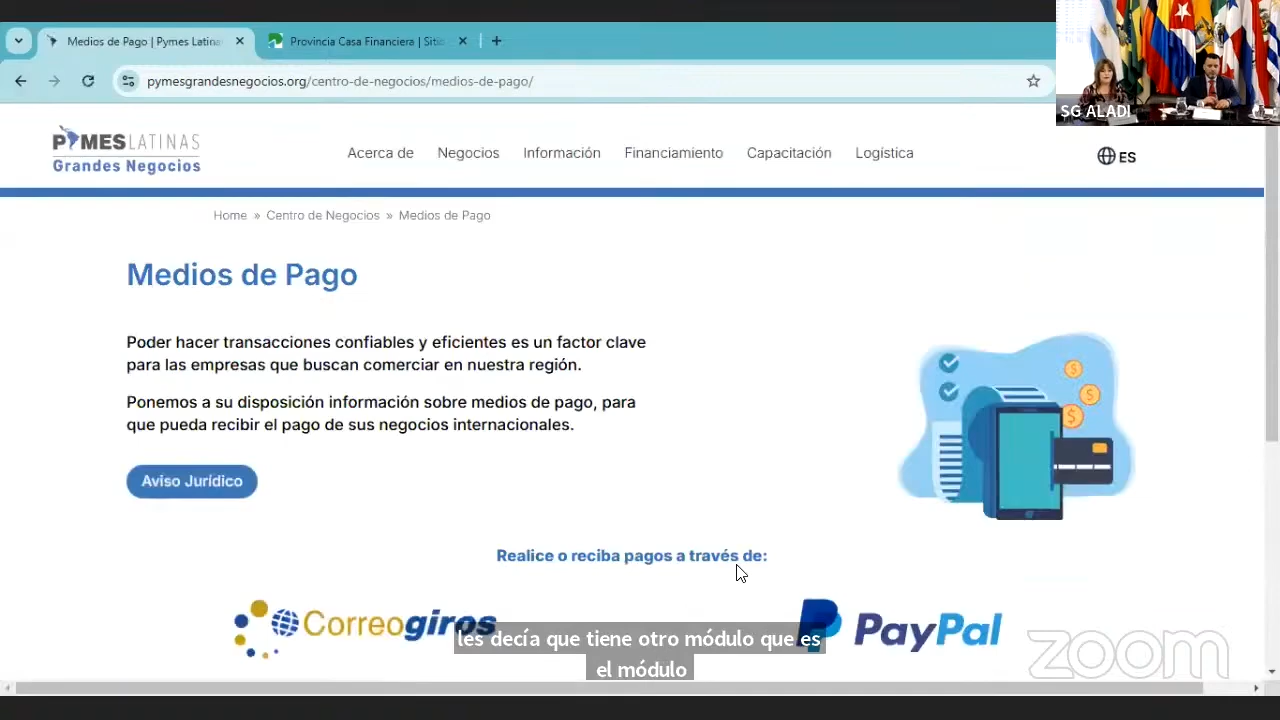 Medios de Pago | Pymes Latina
Provincia Casa Financiera | Siti
pymesgrandesnegocios.org/centro-de-negocios/medios-de-pago/
SG ALADI
PYMESLATINAS
Grandes Negocios
Acerca de
Negocios
Información
Financiamiento
Capacitación
Logística
ES
Home » Centro de Negocios » Medios de Pago
Medios de Pago
Poder hacer transacciones confiables y eficientes es un factor clave
para las empresas que buscan comerciar en nuestra región.
Ponemos a su disposición información sobre medios de pago, para
que pueda recibir el pago de sus negocios internacionales.
Aviso Jurídico
Realice o reciba pagos a través de:
Correogiros
PayPal
les decía que tiene otro módulo que es
el módulo
zoom